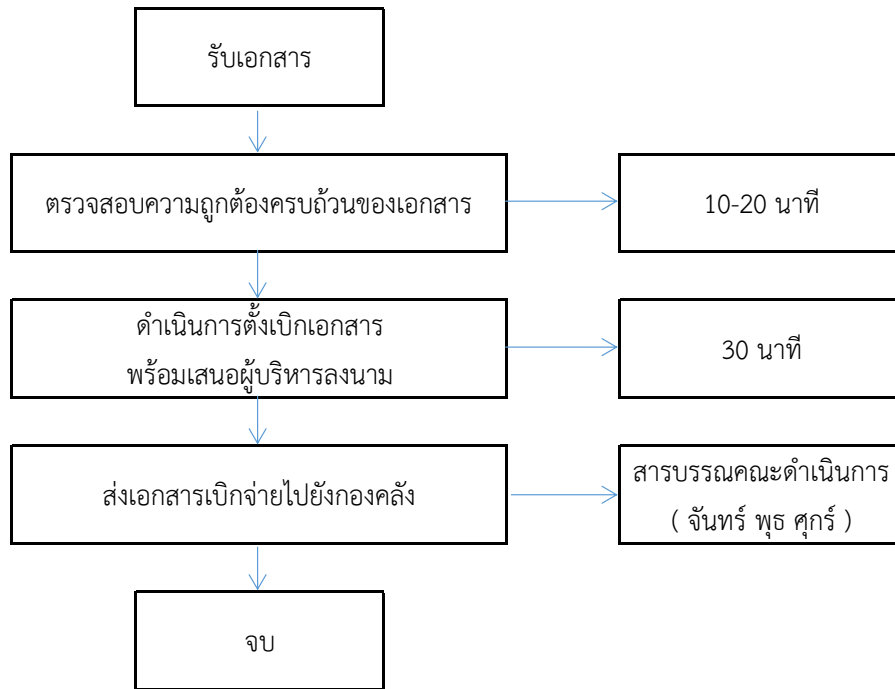 รับเอกสาร
ตรวจสอบความถูกต้องครบถ้วนของเอกสาร
10-20 นาที
ดำเนินการตั้งเบิกเอกสาร
พร้อมเสนอผู้บริหารลงนาม
30 นาที
ส่งเอกสารเบิกจ่ายไปยังกองคลัง
สารบรรณคณะดำเนินการ
( จันทร์ พุธ ศุกร์ )
จบ